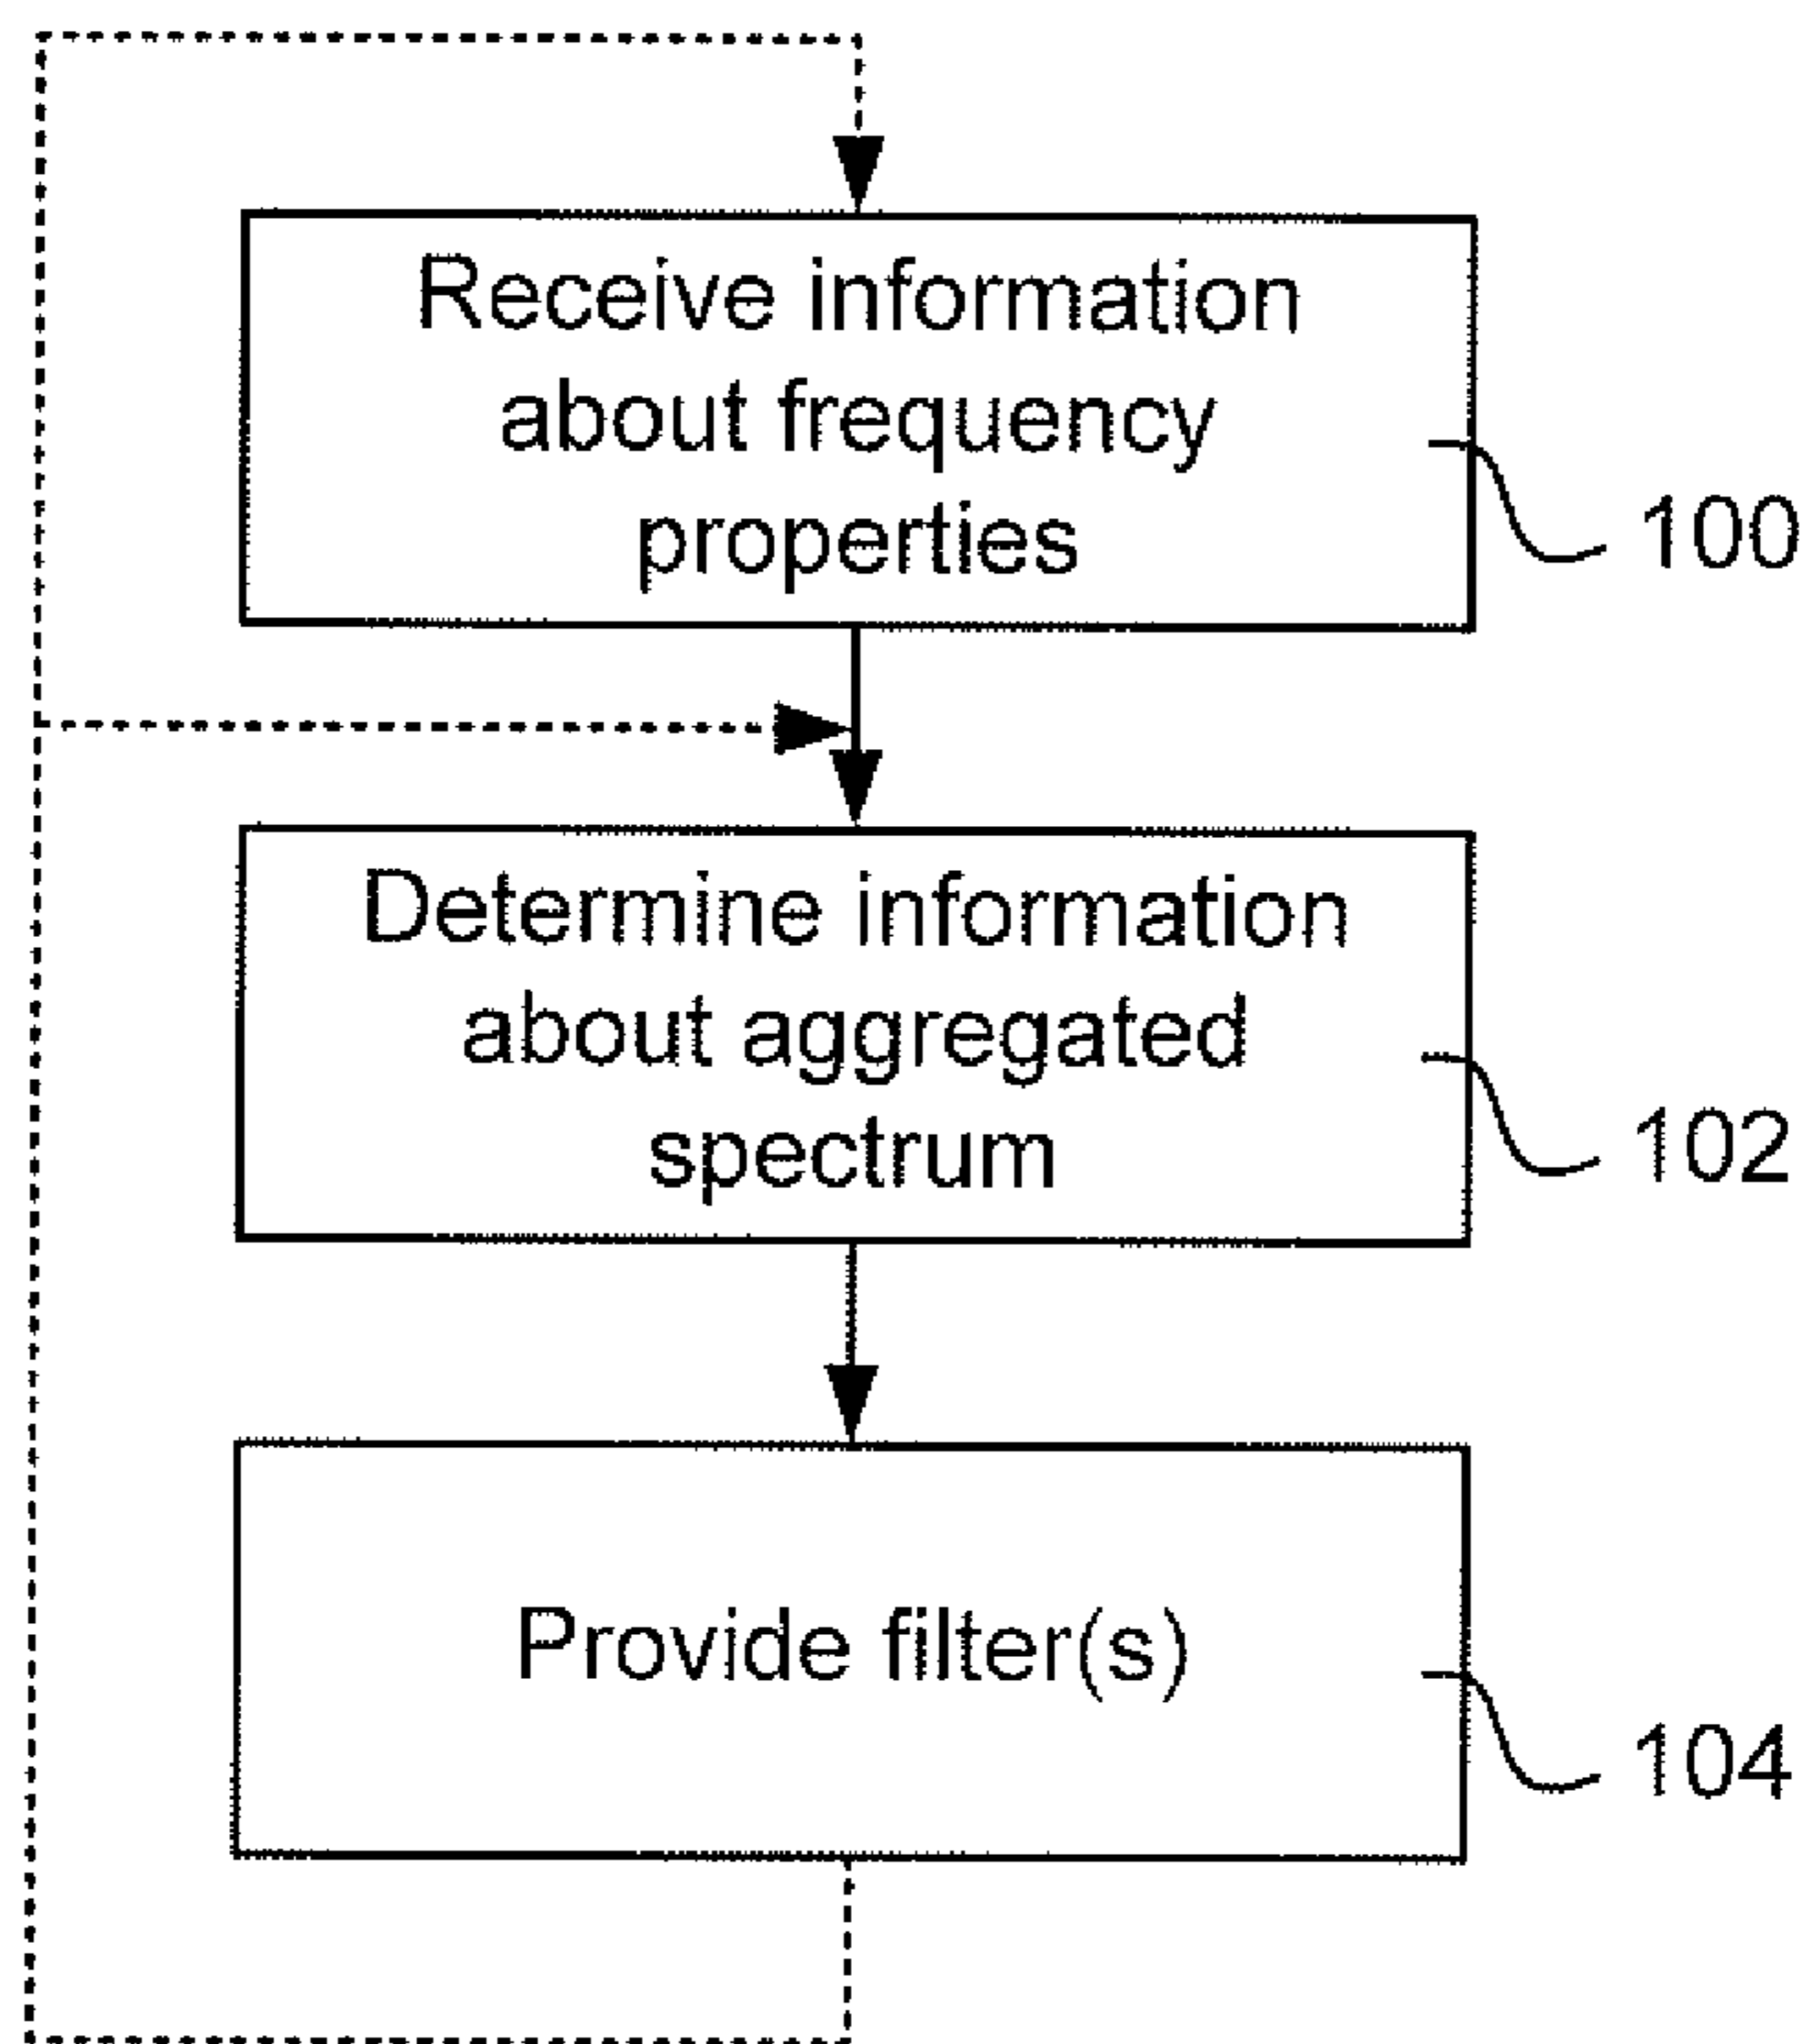 Receive information
about frequency
properties
100
Determine information
about aggregated
spectrum
102
Provide filter(s)
104